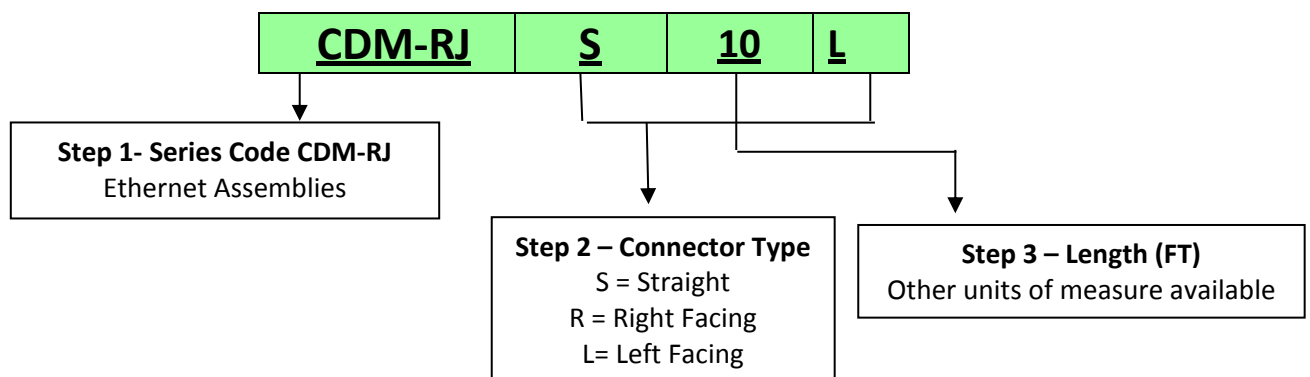 CDM-RJ S 10 L
Step 1- Series Code CDM-RJ
Ethernet Assemblies
Step 2 – Connector Type
S = Straight
R = Right Facing
L= Left Facing
Step 3 – Length (FT)
Other units of measure available